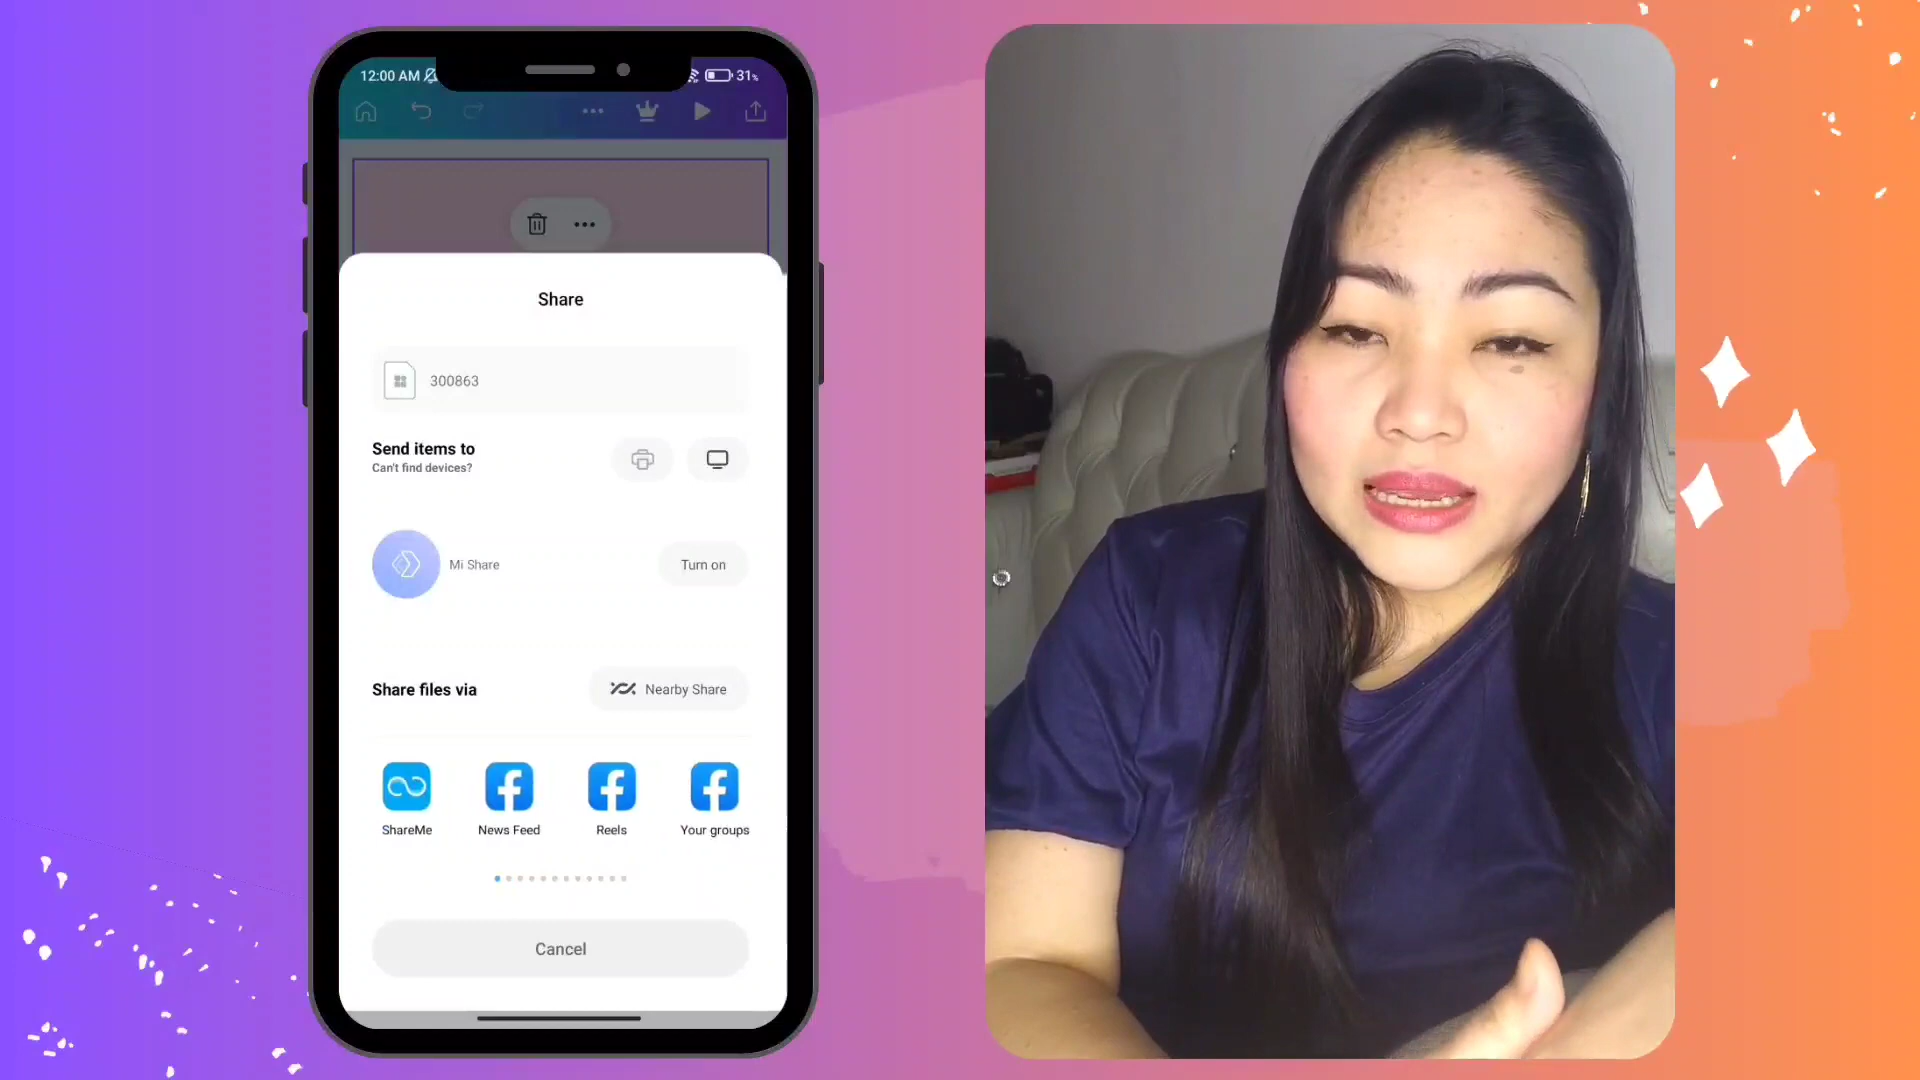 12:00 AM
31%
Share
300863
Send items to
Can't find devices?
Mi Share
Turn on
Share files via
Nearby Share
ShareMe
News Feed
Reels
Your groups
Cancel